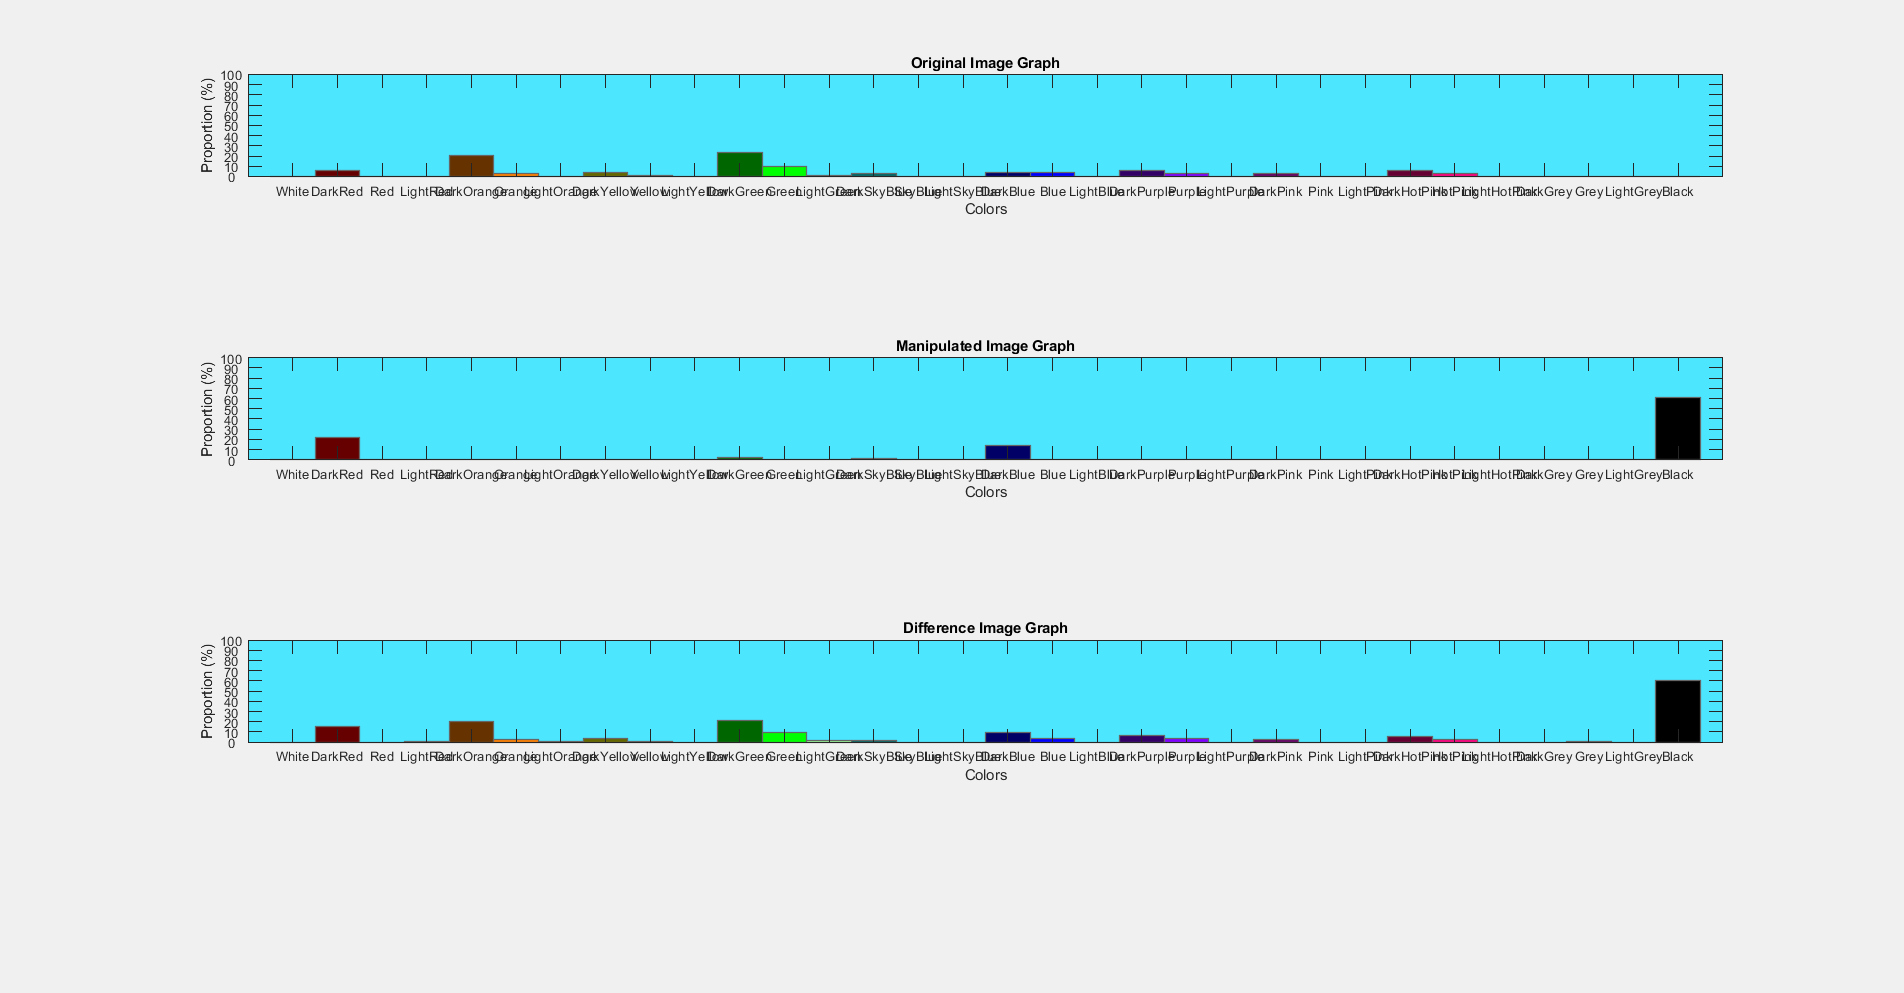 Original Image Graph
Proportion (%)
100
90
80
70
60
50
40
30
20
10
0
White DarkRed Red LightRed DarkOrange Orange LightOrange DarkYellow Yellow LightYellow DarkGreen Green LightGreen DarkSkyBlue SkyBlue LightSkyBlue DarkBlue Blue LightBlue DarkPurple Purple LightPurple DarkPink Pink LightPink DarkHotPink HotPink LightHotPink DarkGrey Grey LightGrey Black
Colors
Manipulated Image Graph
Proportion (%)
100
90
80
70
60
50
40
30
20
10
0
White DarkRed Red LightRed DarkOrange Orange LightOrange DarkYellow Yellow LightYellow DarkGreen Green LightGreen DarkSkyBlue SkyBlue LightSkyBlue DarkBlue Blue LightBlue DarkPurple Purple LightPurple DarkPink Pink LightPink DarkHotPink HotPink LightHotPink DarkGrey Grey LightGrey Black
Colors
Difference Image Graph
Proportion (%)
100
90
80
70
60
50
40
30
20
10
0
White DarkRed Red LightRed DarkOrange Orange LightOrange DarkYellow Yellow LightYellow DarkGreen Green LightGreen DarkSkyBlue SkyBlue LightSkyBlue DarkBlue Blue LightBlue DarkPurple Purple LightPurple DarkPink Pink LightPink DarkHotPink HotPink LightHotPink DarkGrey Grey LightGrey Black
Colors